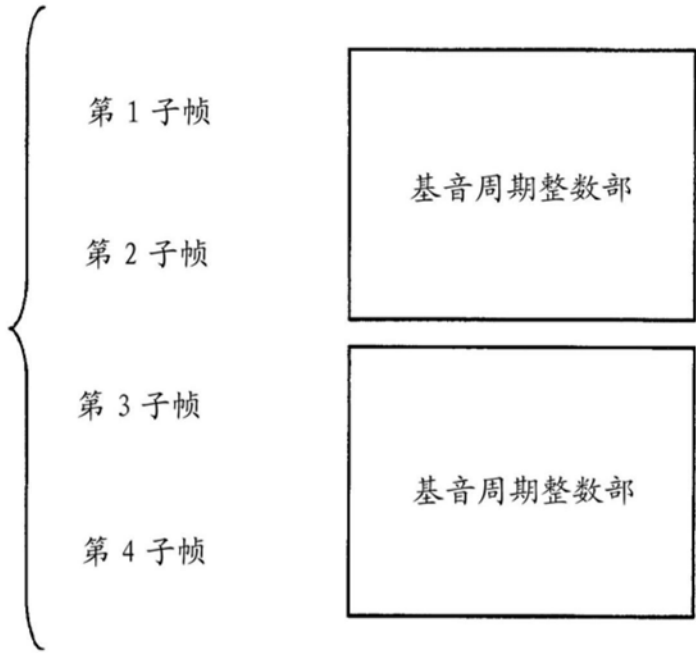 第 1 子帧
基音周期整数部
第 2 子帧
第 3 子帧
基音周期整数部
第 4 子帧